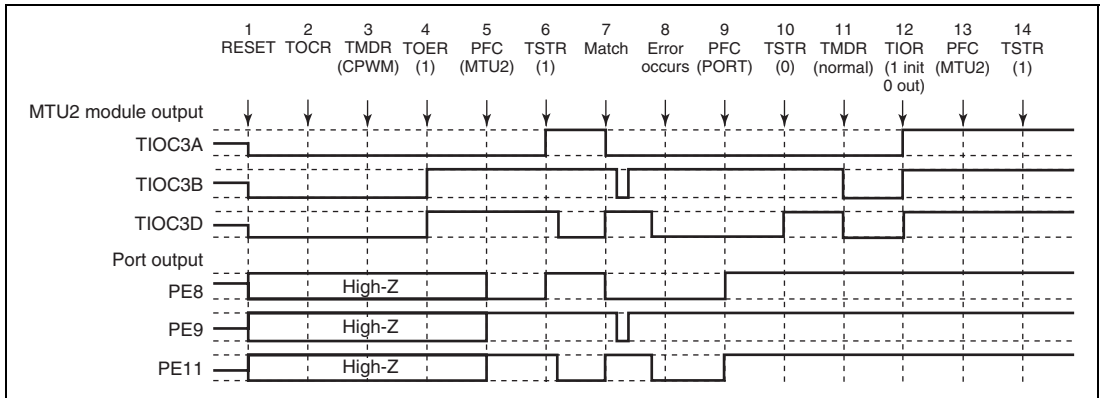 1 2 3 4 5 6 7 8 9 10 11 12 13 14
RESET TOCR TMDR TOER PFC TSTR Match Error PFC TSTR TMDR TIOR PFC TSTR
(CPWM) (1) (MTU2) (1) occurs (PORT) (0) (normal) (1 init (MTU2) (1)
0 out)
MTU2 module output
TIOC3A
TIOC3B
TIOC3D
Port output
PE8 High-Z
PE9 High-Z
PE11 High-Z